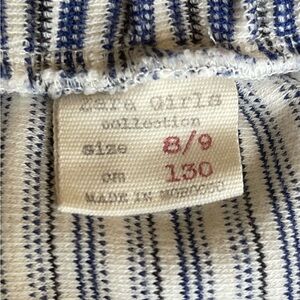 Zara Girls
collection
size 8/9
cm 130
MADE IN MOROCCO